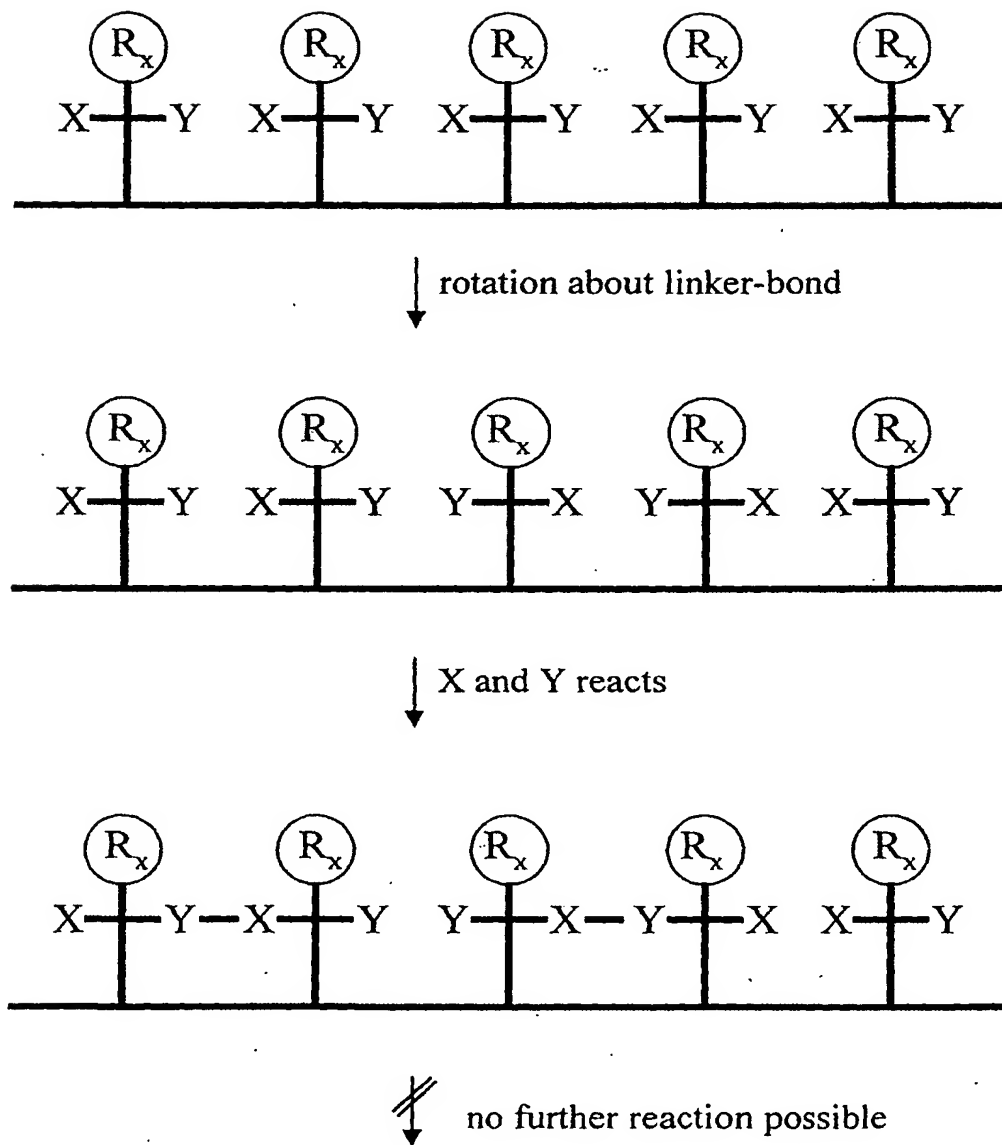 Rx Rx Rx Rx Rx
X Y X Y X Y X Y X Y
rotation about linker-bond
Rx Rx Rx Rx Rx
X Y X Y Y X Y X X Y
X and Y reacts
Rx Rx Rx Rx Rx
X Y X Y Y X Y X X Y
no further reaction possible